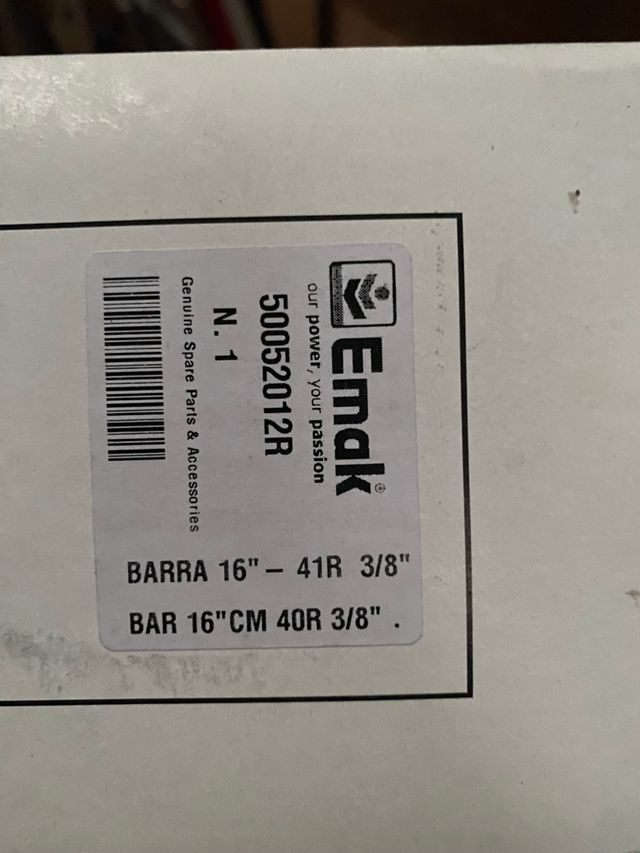 Emak®
our power, your passion
50052012R
N. 1
Genuine Spare Parts & Accessories
BARRA 16" – 41R 3/8"
BAR 16"CM 40R 3/8" .